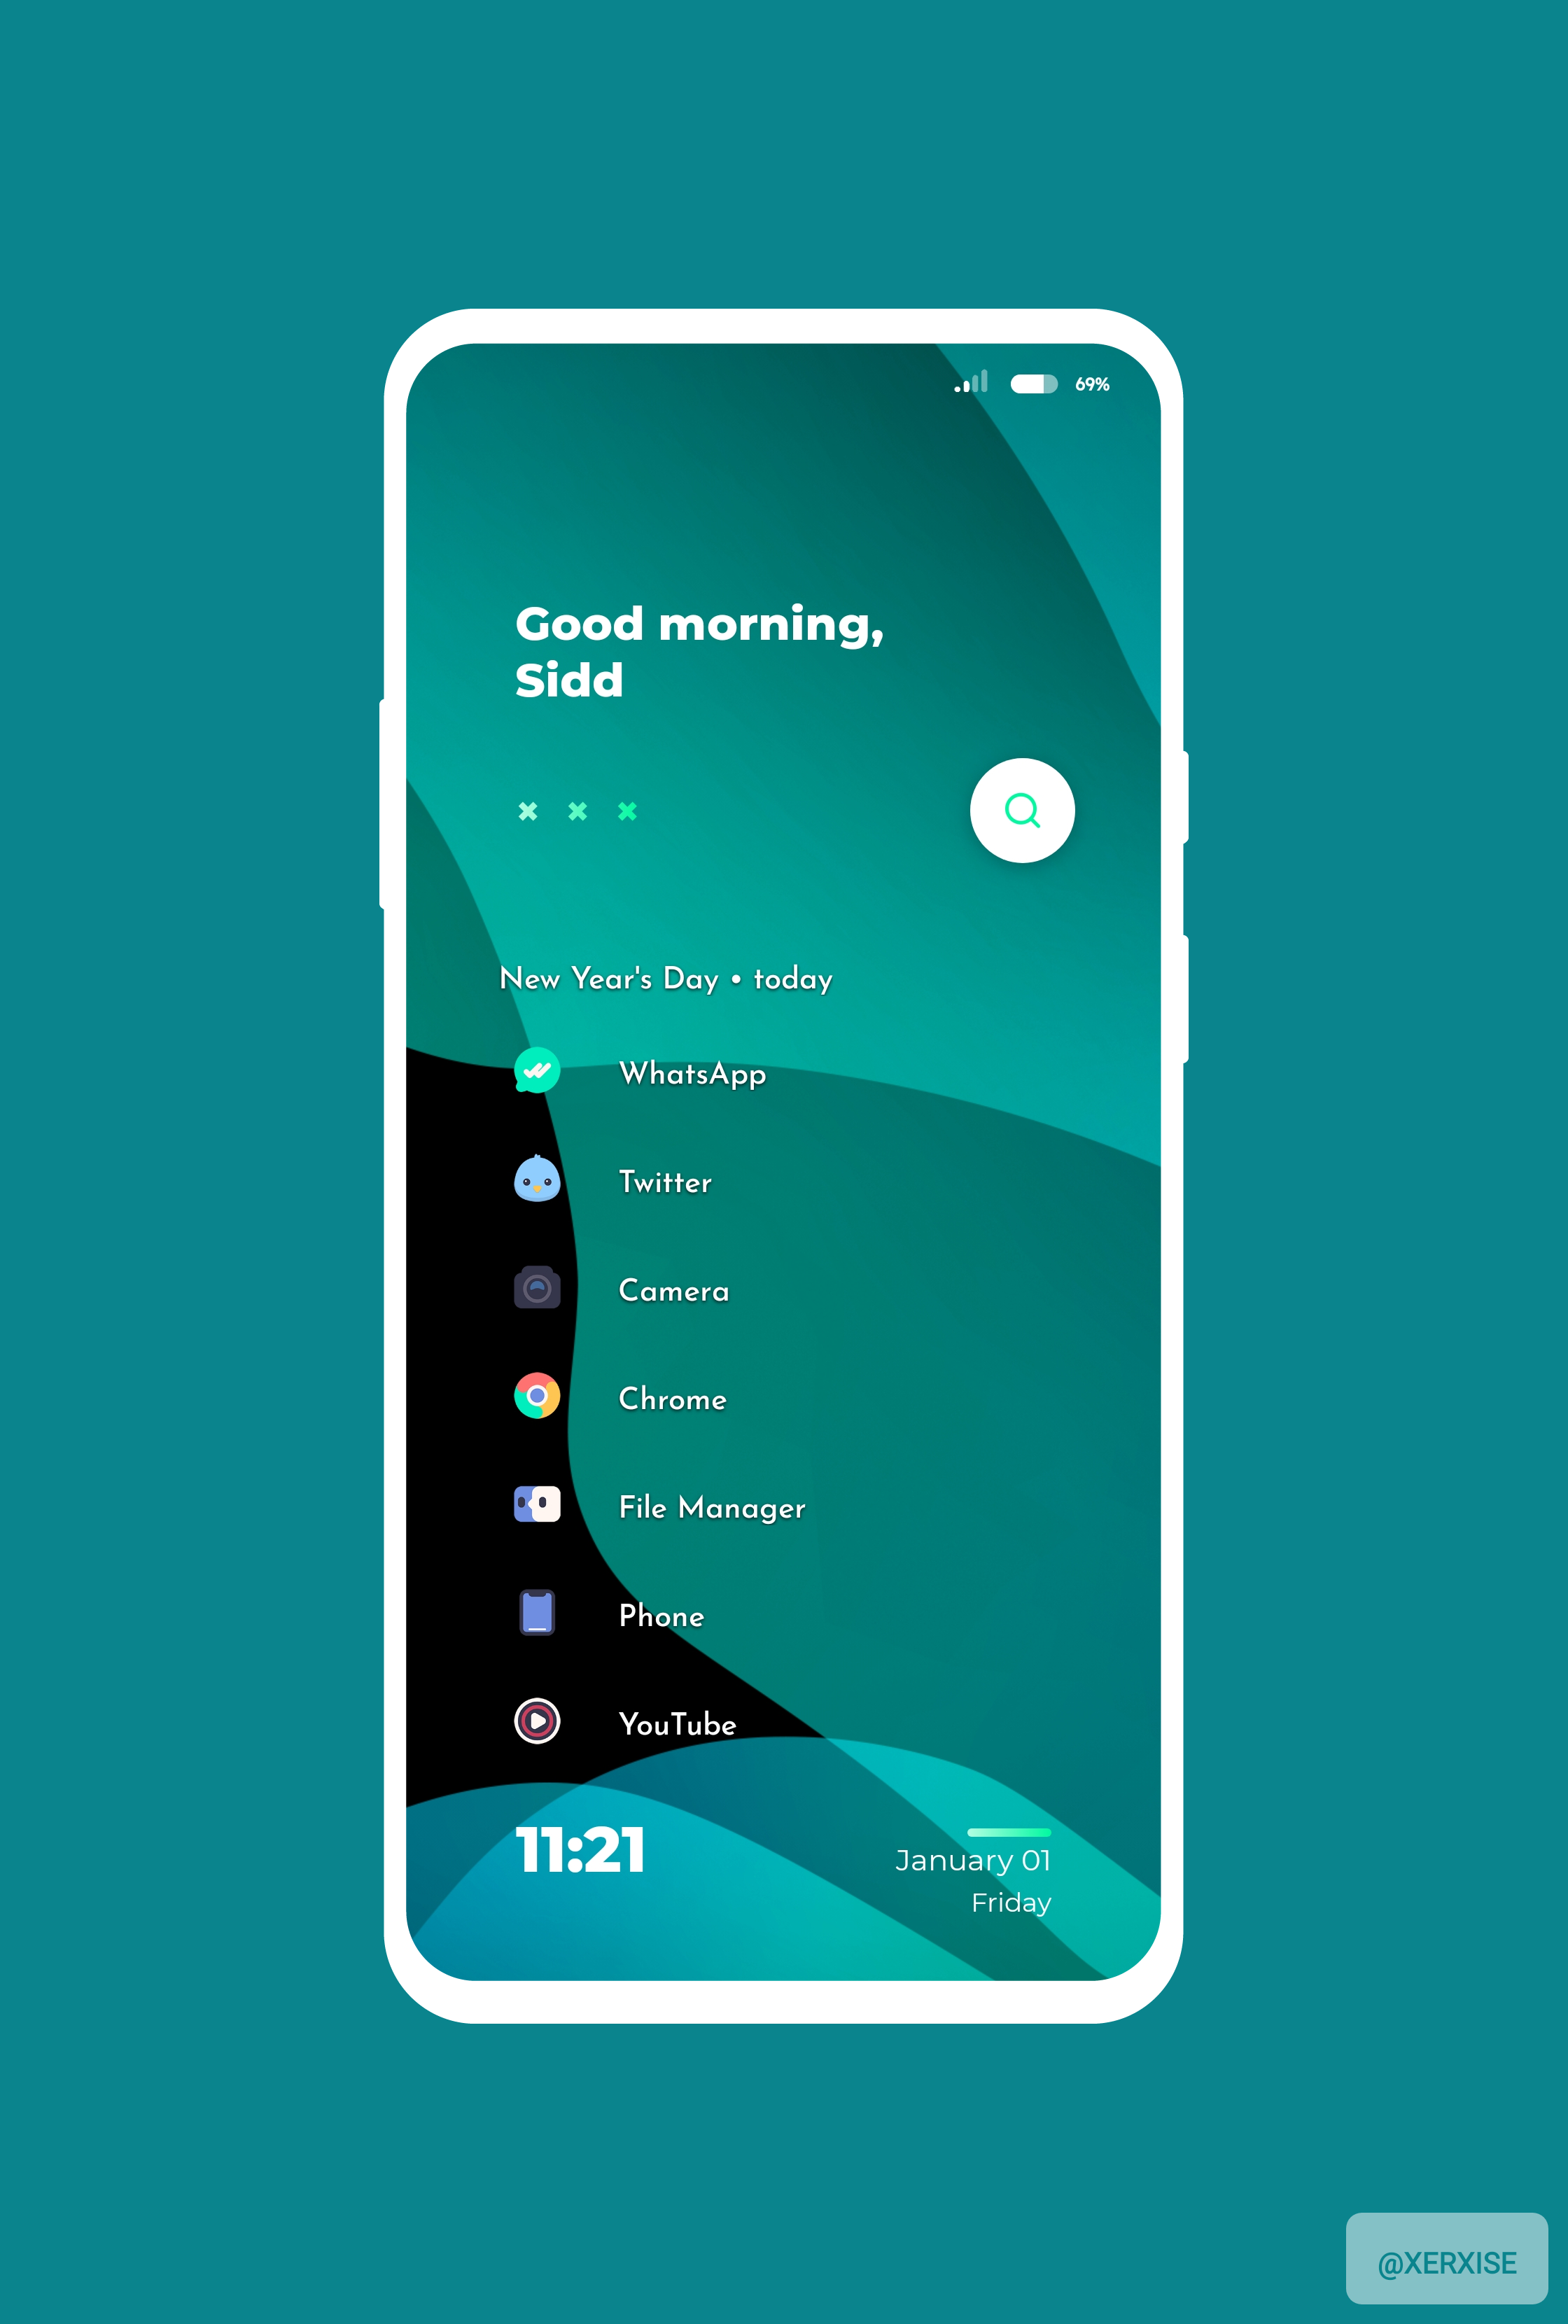 69%
Good morning,
Sidd
New Year's Day • today
WhatsApp
Twitter
Camera
Chrome
File Manager
Phone
YouTube
11:21
January 01
Friday
@XERXISE